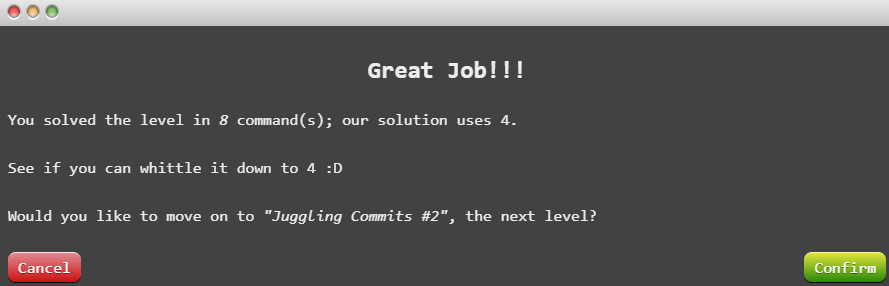 Great Job!!!
You solved the level in 8 command(s); our solution uses 4.
See if you can whittle it down to 4 :D
Would you like to move on to "Juggling Commits #2", the next level?
Cancel
Confirm